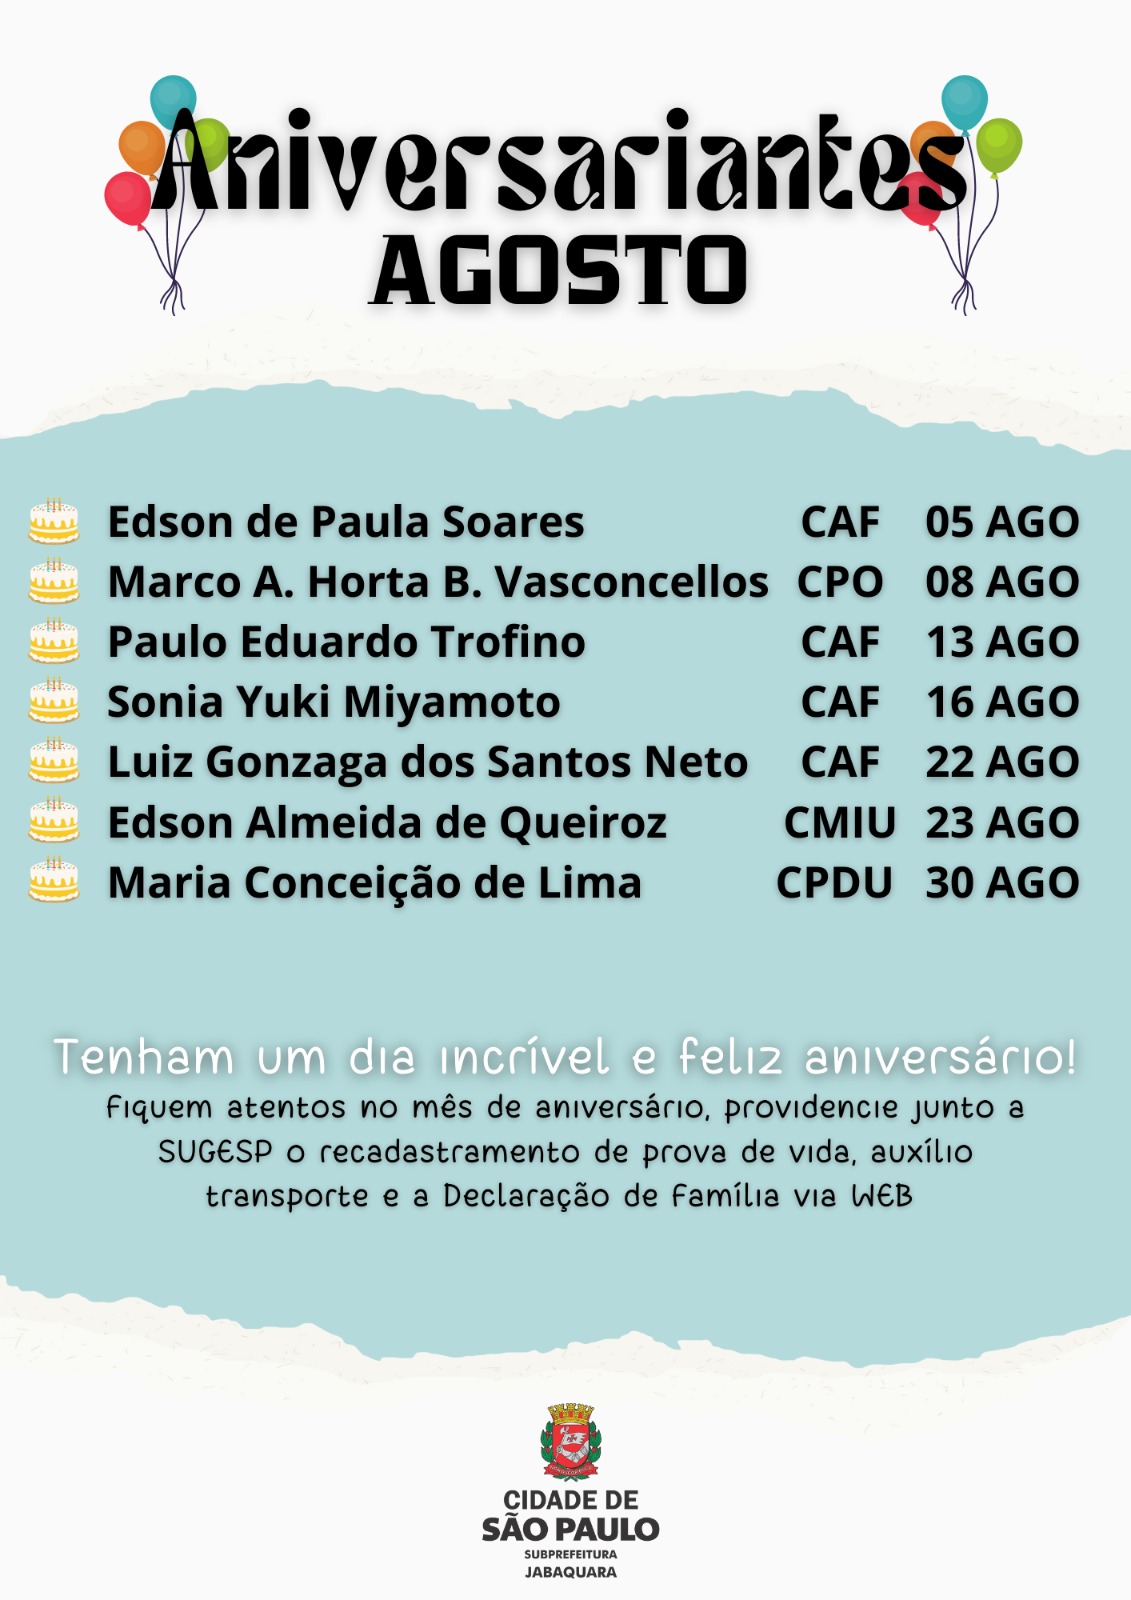 Aniversariantes
AGOSTO
Edson de Paula Soares CAF 05 AGO
Marco A. Horta B. Vasconcellos CPO 08 AGO
Paulo Eduardo Trofino CAF 13 AGO
Sonia Yuki Miyamoto CAF 16 AGO
Luiz Gonzaga dos Santos Neto CAF 22 AGO
Edson Almeida de Queiroz CMIU 23 AGO
Maria Conceição de Lima CPDU 30 AGO
Tenham um dia incrível e feliz aniversário!
Fiquem atentos no mês de aniversário, providencie junto a
SUGESP o recadastramento de prova de vida, auxílio
transporte e a Declaração de Família via WEB
CIDADE DE
SÃO PAULO
SUBPREFEITURA
JABAQUARA